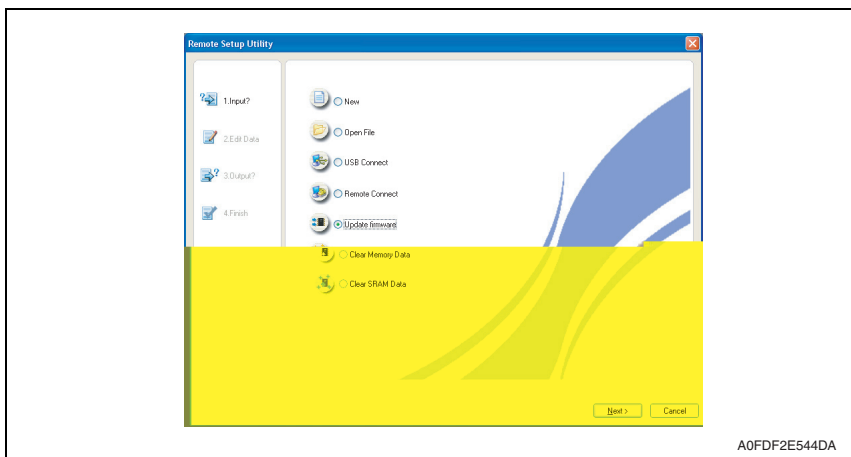 Remote Setup Utility
1.Input?
2.Edit Data
3.Output?
4.Finish
New
Open File
USB Connect
Remote Connect
Update firmware
Clear Memory Data
Clear SRAM Data
Next >
Cancel
A0FDF2E544DA